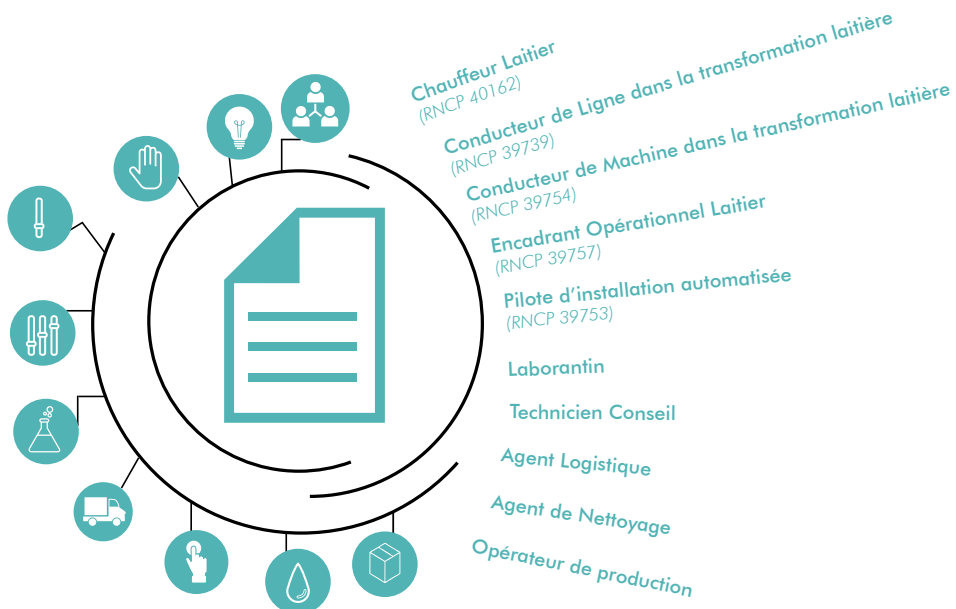 Chauffeur Laitier
(RNCP 40162)
Conducteur de Ligne dans la transformation laitière
(RNCP 39739)
Conducteur de Machine dans la transformation laitière
(RNCP 39754)
Encadrant Opérationnel Laitier
(RNCP 39757)
Pilote d'installation automatisée
(RNCP 39753)
Laborantin
Technicien Conseil
Agent Logistique
Agent de Nettoyage
Opérateur de production